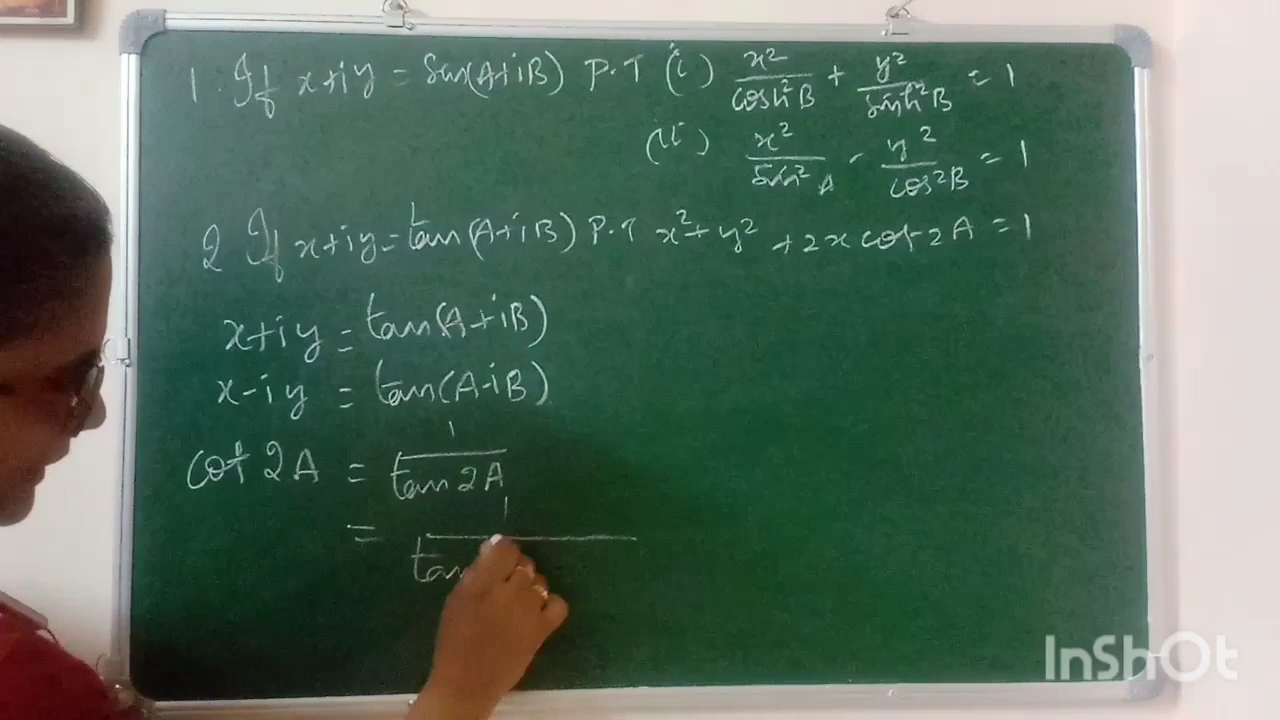 1. If x+iy = Sin(A+iB) P.T (i) x²/cosh²B + y²/sinh²B = 1
(ii) x²/sin²A - y²/cos²B = 1
2 If x+iy = tan(A+iB) P.T x²+y² +2x cot 2A = 1
x+iy = tan(A+iB)
x-iy = tan(A-iB)
cot 2A = 1/tan 2A
= 1/tan
InShOt